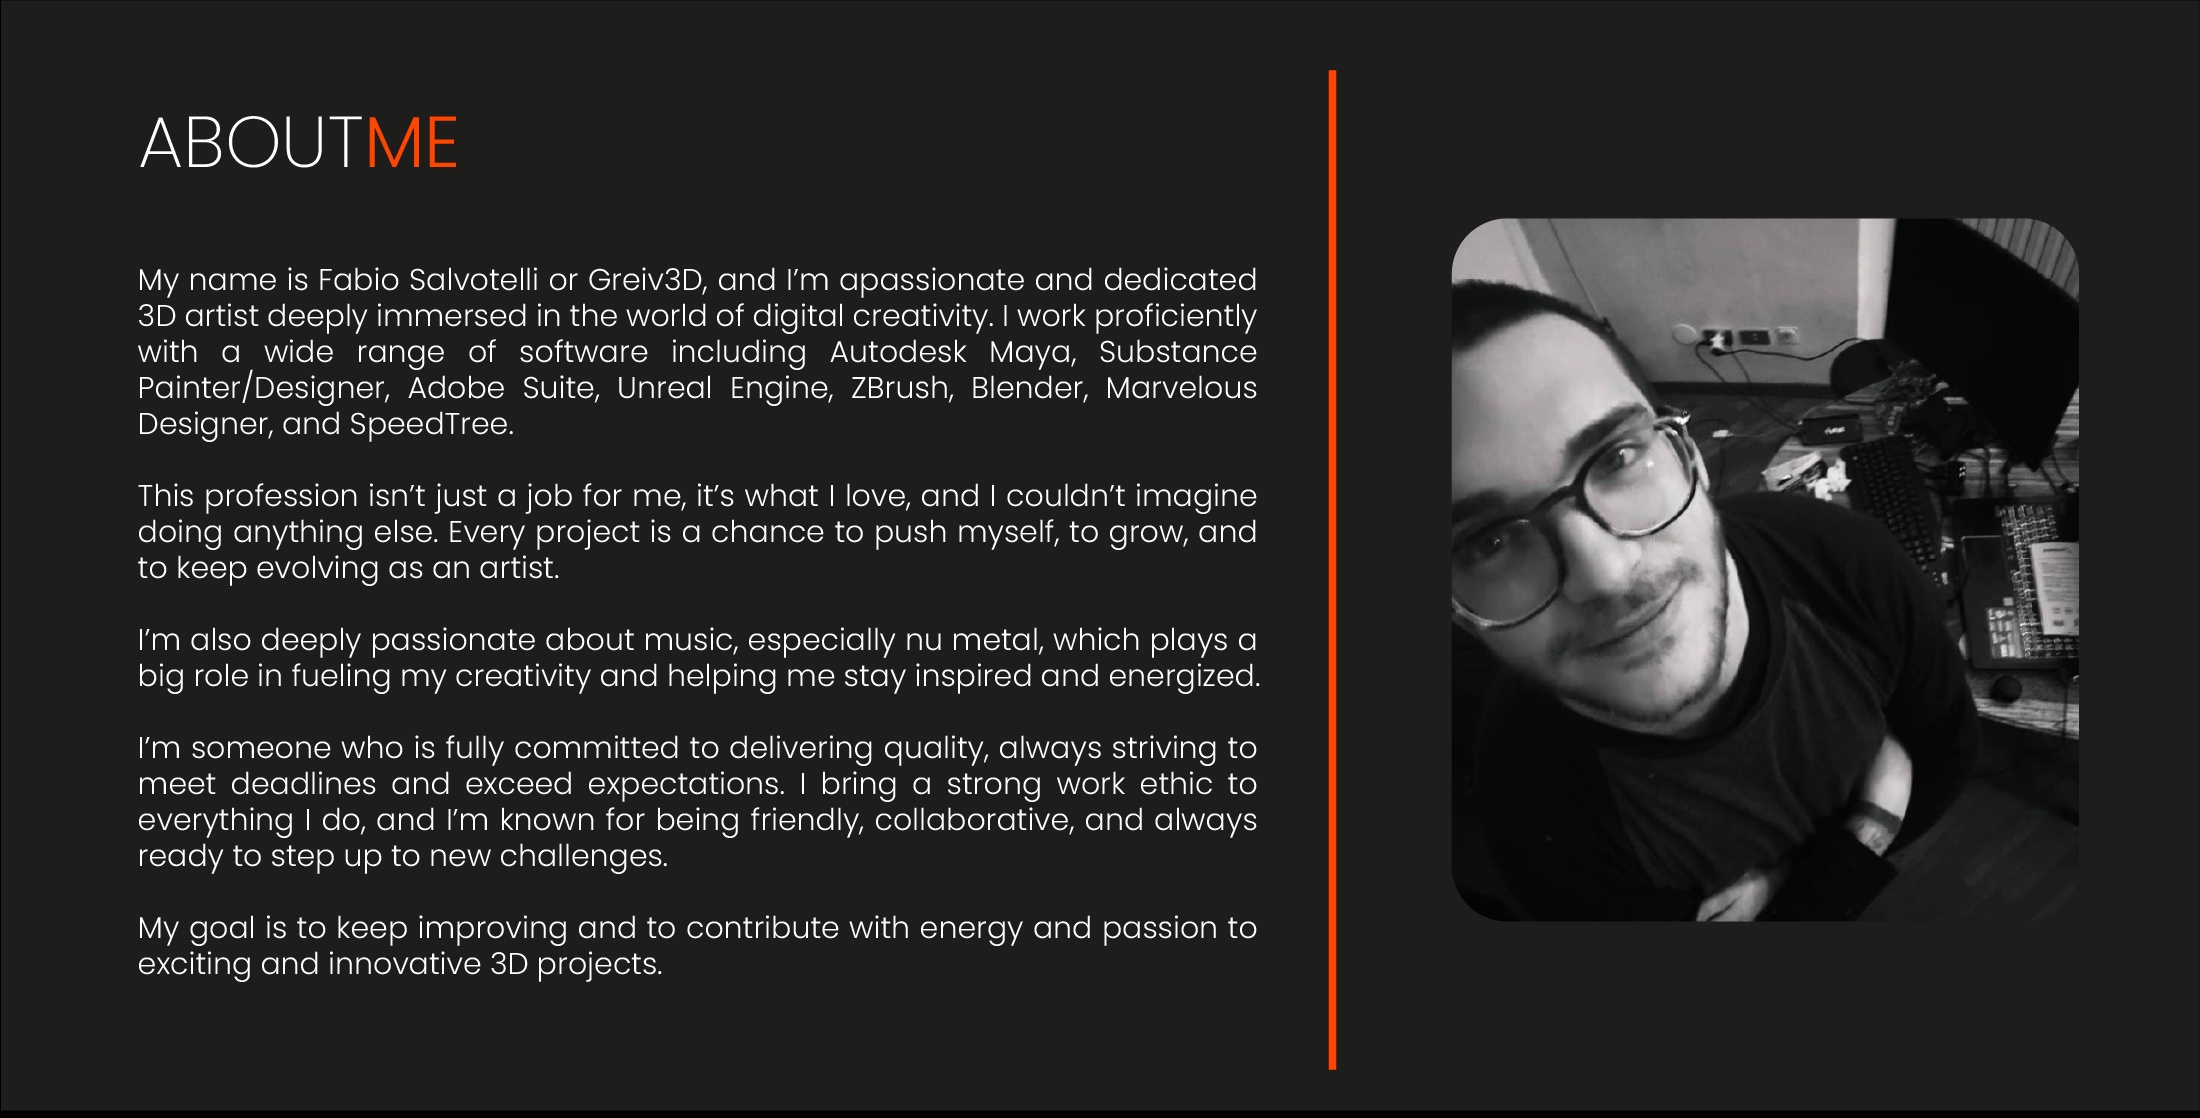 ABOUTME
My name is Fabio Salvotelli or Greiv3D, and I’m apassionate and dedicated
3D artist deeply immersed in the world of digital creativity. I work proficiently
with a wide range of software including Autodesk Maya, Substance
Painter/Designer, Adobe Suite, Unreal Engine, ZBrush, Blender, Marvelous
Designer, and SpeedTree.
This profession isn’t just a job for me, it’s what I love, and I couldn’t imagine
doing anything else. Every project is a chance to push myself, to grow, and
to keep evolving as an artist.
I’m also deeply passionate about music, especially nu metal, which plays a
big role in fueling my creativity and helping me stay inspired and energized.
I’m someone who is fully committed to delivering quality, always striving to
meet deadlines and exceed expectations. I bring a strong work ethic to
everything I do, and I’m known for being friendly, collaborative, and always
ready to step up to new challenges.
My goal is to keep improving and to contribute with energy and passion to
exciting and innovative 3D projects.